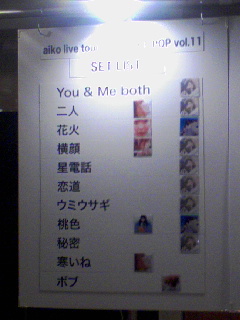 aiko live tou POP vol.11
SET LIST
You & Me both
二人
花火
横顔
星電話
恋道
ウミウサギ
桃色
秘密
寒いね
ボブ